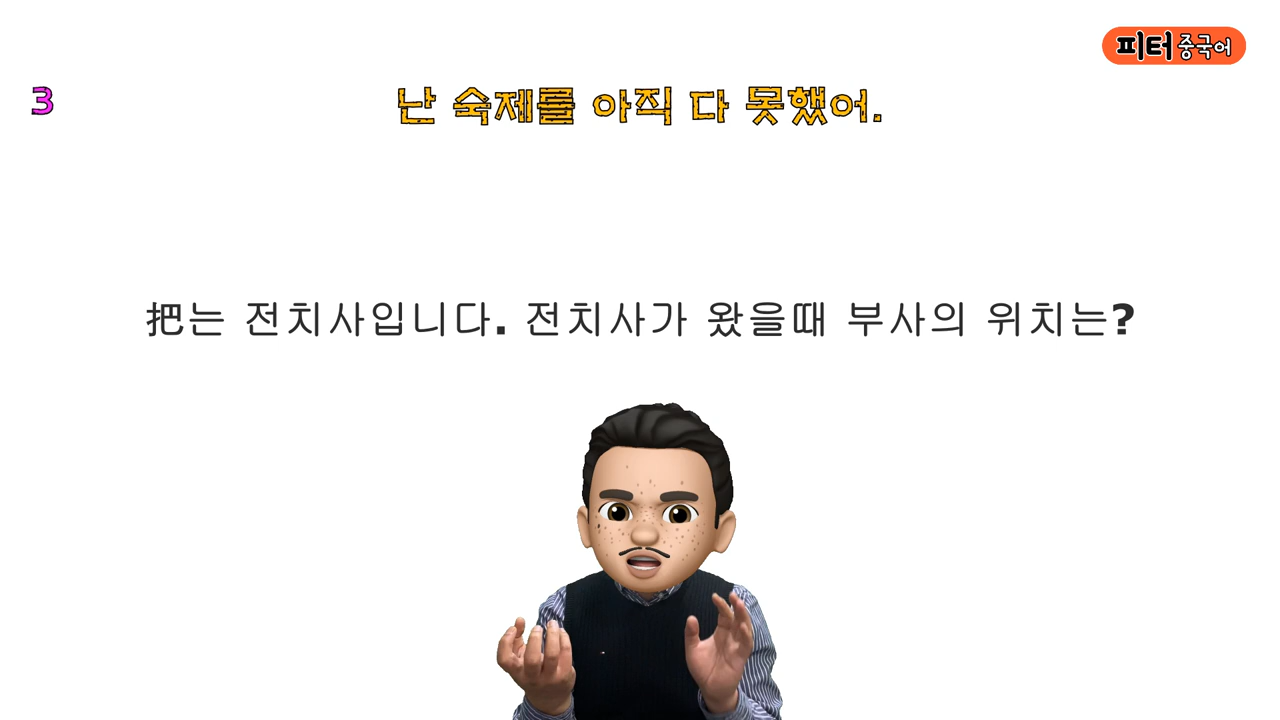 피터 중국어
3
난 숙제를 아직 다 못했어.
把는 전치사입니다. 전치사가 왔을때 부사의 위치는?